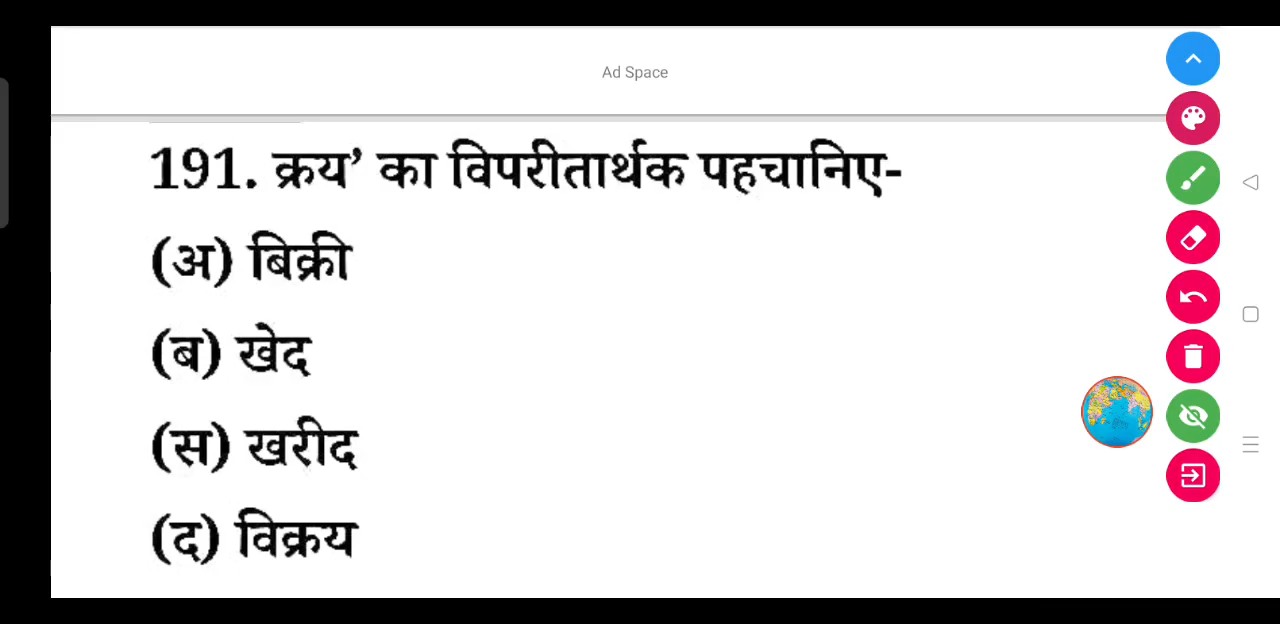 Ad Space
191. क्रय’ का विपरीतार्थक पहचानिए-
(अ) बिक्री
(ब) खेद
(स) खरीद
(द) विक्रय